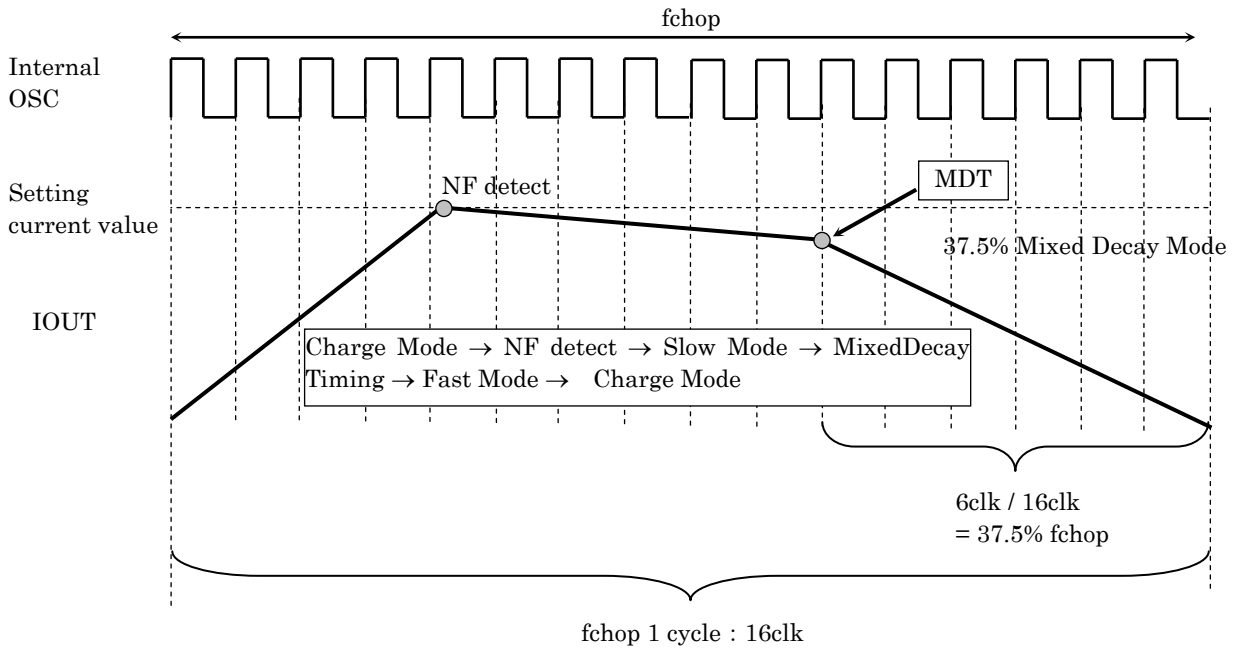 fchop
Internal
OSC
NF detect
MDT
Setting
current value
37.5% Mixed Decay Mode
IOUT
Charge Mode → NF detect → Slow Mode → MixedDecay
Timing → Fast Mode → Charge Mode
6clk / 16clk
= 37.5% fchop
fchop 1 cycle : 16clk